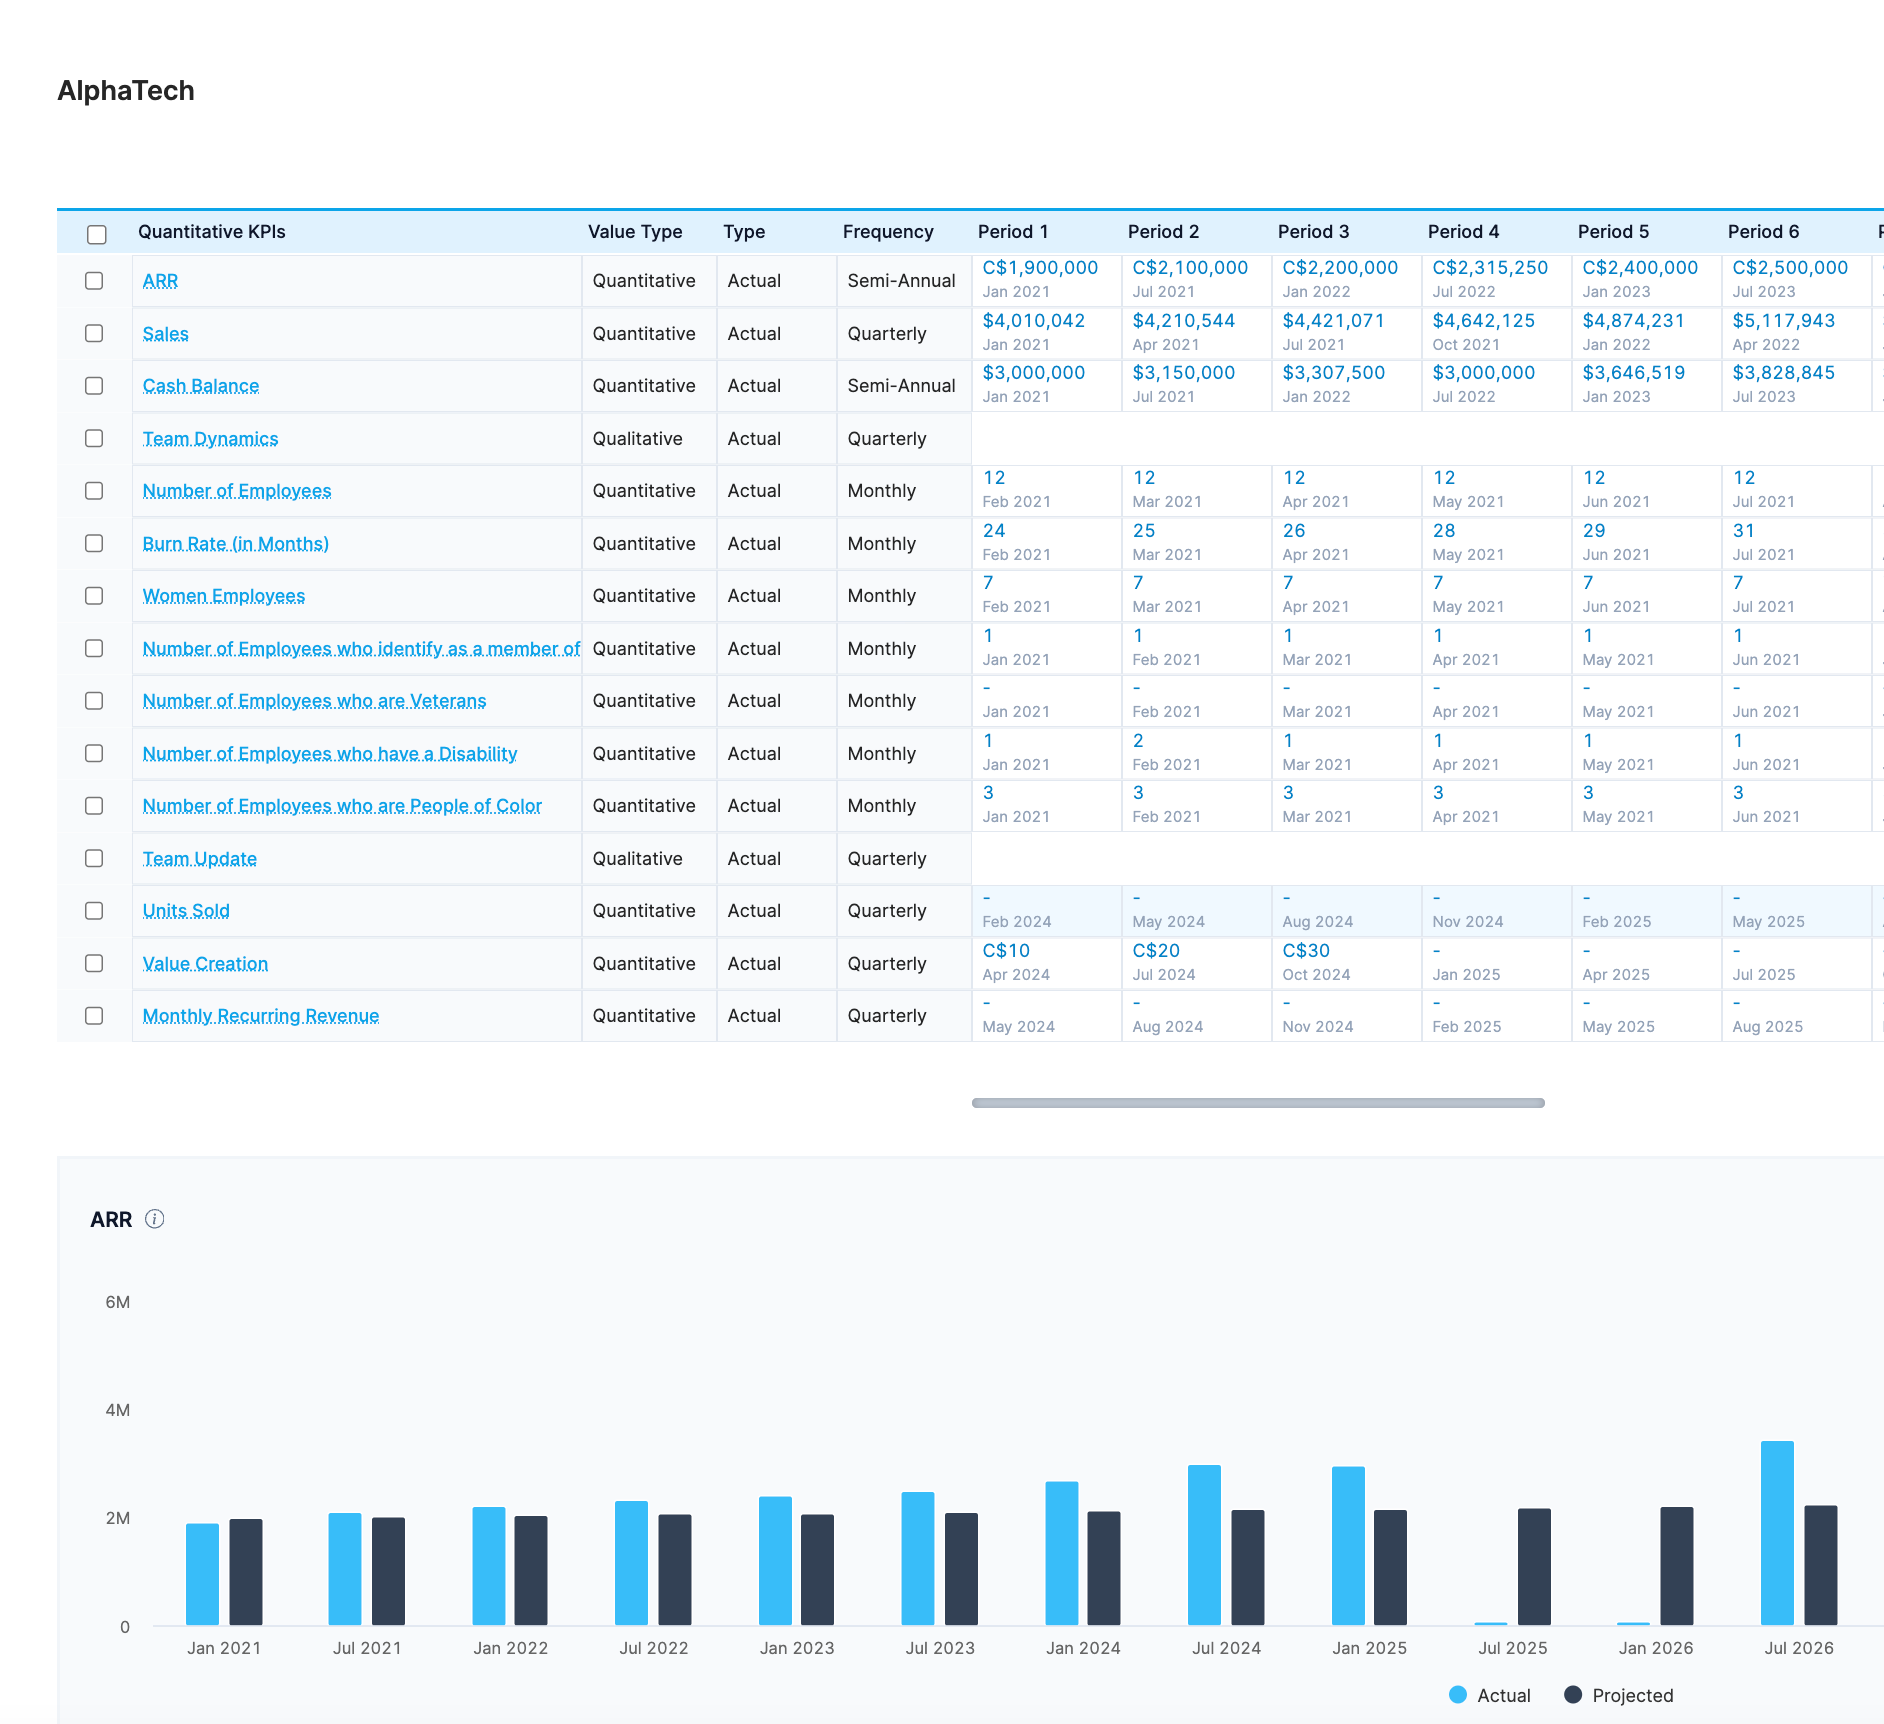 AlphaTech
Quantitative KPIs Value Type Type Frequency Period 1 Period 2 Period 3 Period 4 Period 5 Period 6
ARR Quantitative Actual Semi-Annual C$1,900,000 C$2,100,000 C$2,200,000 C$2,315,250 C$2,400,000 C$2,500,000
Jan 2021 Jul 2021 Jan 2022 Jul 2022 Jan 2023 Jul 2023
Sales Quantitative Actual Quarterly $4,010,042 $4,210,544 $4,421,071 $4,642,125 $4,874,231 $5,117,943
Jan 2021 Apr 2021 Jul 2021 Oct 2021 Jan 2022 Apr 2022
Cash Balance Quantitative Actual Semi-Annual $3,000,000 $3,150,000 $3,307,500 $3,000,000 $3,646,519 $3,828,845
Jan 2021 Jul 2021 Jan 2022 Jul 2022 Jan 2023 Jul 2023
Team Dynamics Qualitative Actual Quarterly
Number of Employees Quantitative Actual Monthly 12 12 12 12 12 12
Feb 2021 Mar 2021 Apr 2021 May 2021 Jun 2021 Jul 2021
Burn Rate (in Months) Quantitative Actual Monthly 24 25 26 28 29 31
Feb 2021 Mar 2021 Apr 2021 May 2021 Jun 2021 Jul 2021
Women Employees Quantitative Actual Monthly 7 7 7 7 7 7
Feb 2021 Mar 2021 Apr 2021 May 2021 Jun 2021 Jul 2021
Number of Employees who identify as a member of Quantitative Actual Monthly 1 1 1 1 1 1
Jan 2021 Feb 2021 Mar 2021 Apr 2021 May 2021 Jun 2021
Number of Employees who are Veterans Quantitative Actual Monthly - - - - - -
Jan 2021 Feb 2021 Mar 2021 Apr 2021 May 2021 Jun 2021
Number of Employees who have a Disability Quantitative Actual Monthly 1 2 1 1 1 1
Jan 2021 Feb 2021 Mar 2021 Apr 2021 May 2021 Jun 2021
Number of Employees who are People of Color Quantitative Actual Monthly 3 3 3 3 3 3
Jan 2021 Feb 2021 Mar 2021 Apr 2021 May 2021 Jun 2021
Team Update Qualitative Actual Quarterly
Units Sold Quantitative Actual Quarterly - - - - - -
Feb 2024 May 2024 Aug 2024 Nov 2024 Feb 2025 May 2025
Value Creation Quantitative Actual Quarterly C$10 C$20 C$30 - - -
Apr 2024 Jul 2024 Oct 2024 Jan 2025 Apr 2025 Jul 2025
Monthly Recurring Revenue Quantitative Actual Quarterly - - - - - -
May 2024 Aug 2024 Nov 2024 Feb 2025 May 2025 Aug 2025
ARR
6M
4M
2M
0
Jan 2021 Jul 2021 Jan 2022 Jul 2022 Jan 2023 Jul 2023 Jan 2024 Jul 2024 Jan 2025 Jul 2025 Jan 2026 Jul 2026
Actual Projected